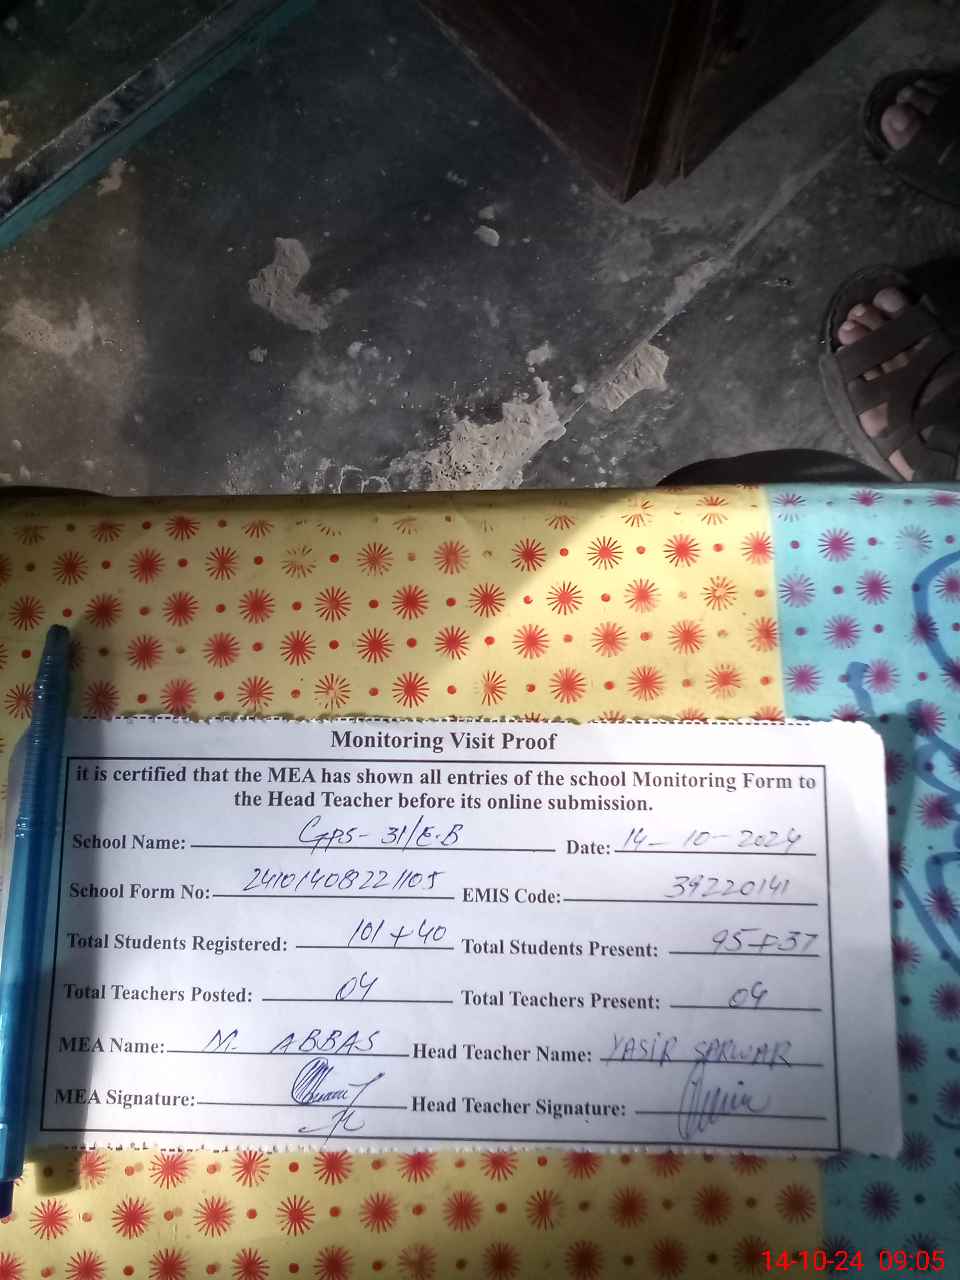 Monitoring Visit Proof
it is certified that the MEA has shown all entries of the school Monitoring Form to
the Head Teacher before its online submission.
School Name: GPS-31/E.B Date: 14-10-2024
School Form No: 24101408221105 EMIS Code: 39220141
Total Students Registered: 101+40 Total Students Present: 95+37
Total Teachers Posted: 04 Total Teachers Present: 04
MEA Name: M. ABBAS Head Teacher Name: YASIR SARWAR
MEA Signature: Head Teacher Signature:
14-10-24 09:05